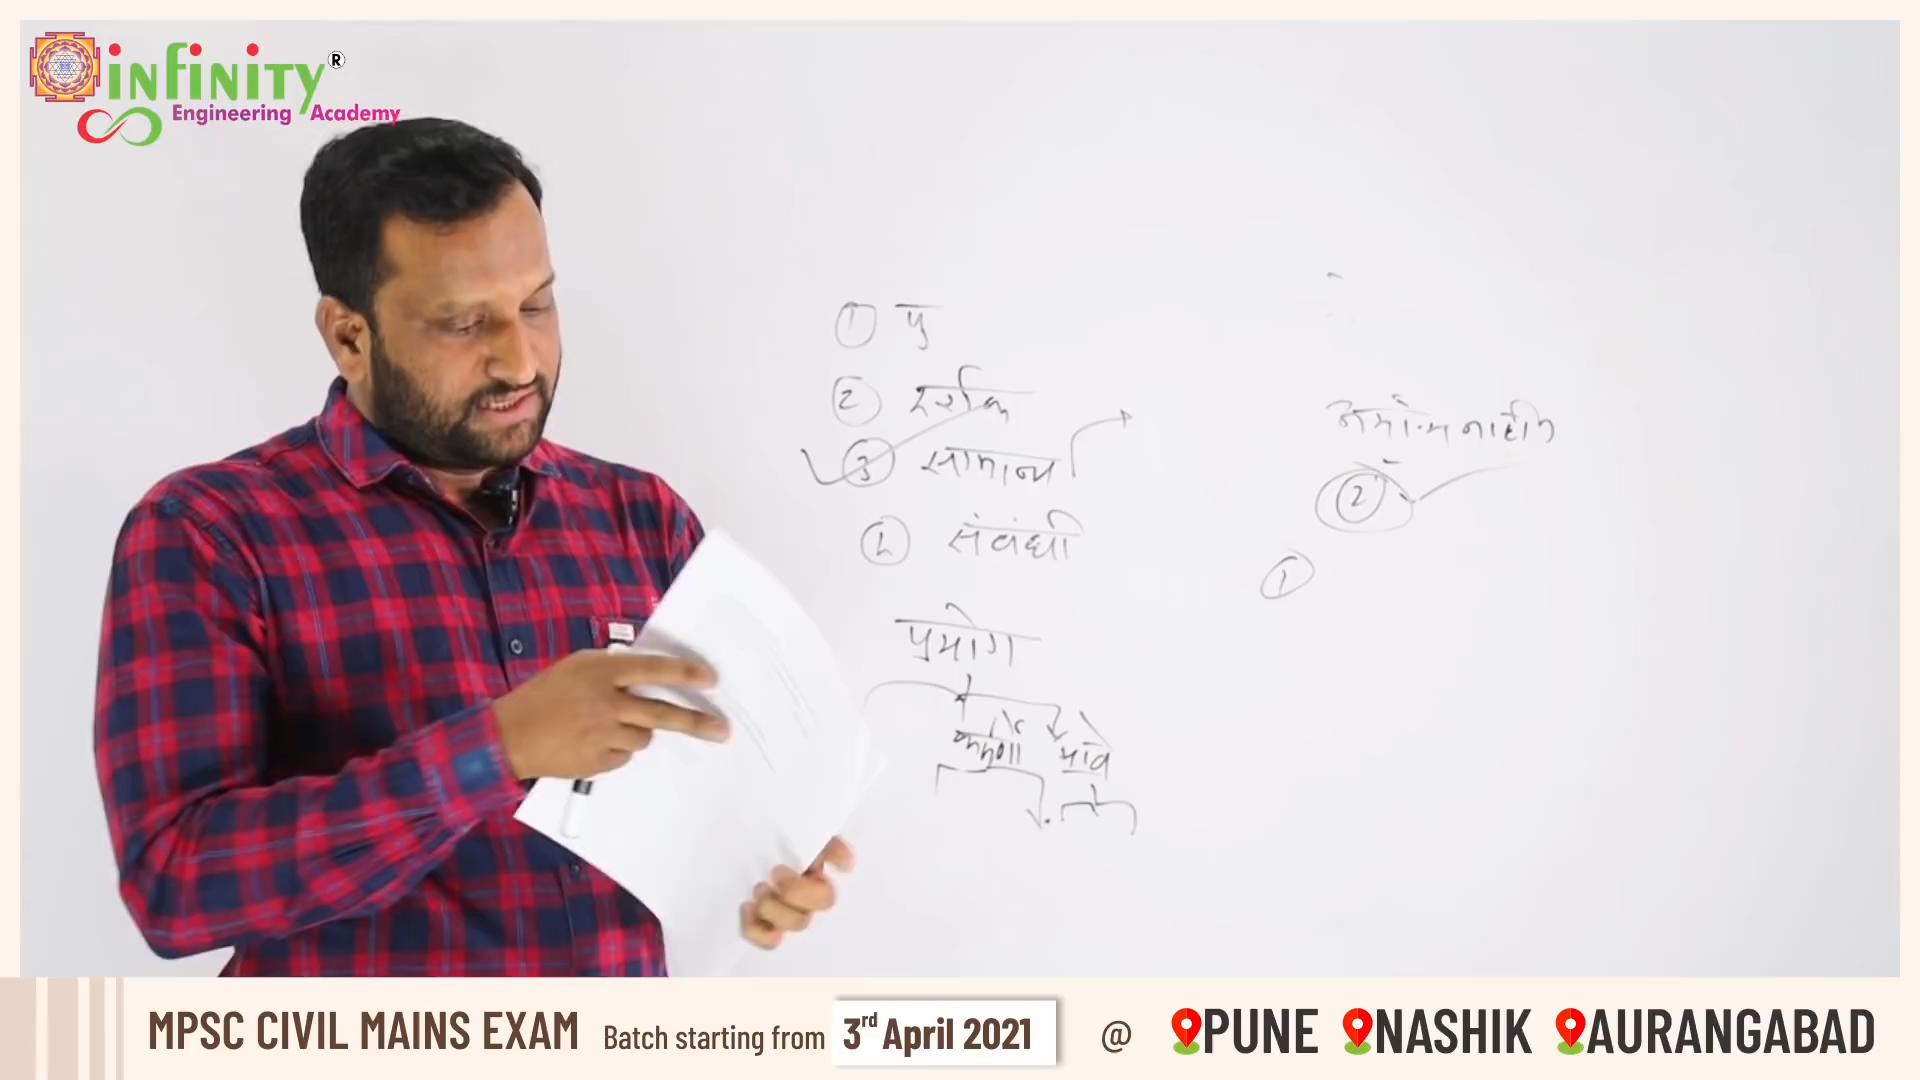 infinity®
Engineering Academy
① पु
② दर्शक
③ सामान्य
संबंधी
प्रयोग
कर्मणी भावे
②
①
MPSC CIVIL MAINS EXAM Batch starting from 3rd April 2021 @ PUNE NASHIK AURANGABAD